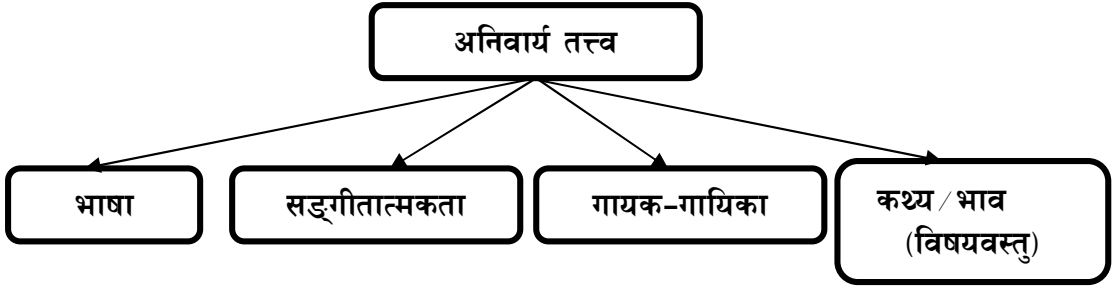 अनिवार्य तत्त्व
भाषा
सङ्गीतात्मकता
गायक-गायिका
कथ्य/भाव
(विषयवस्तु)